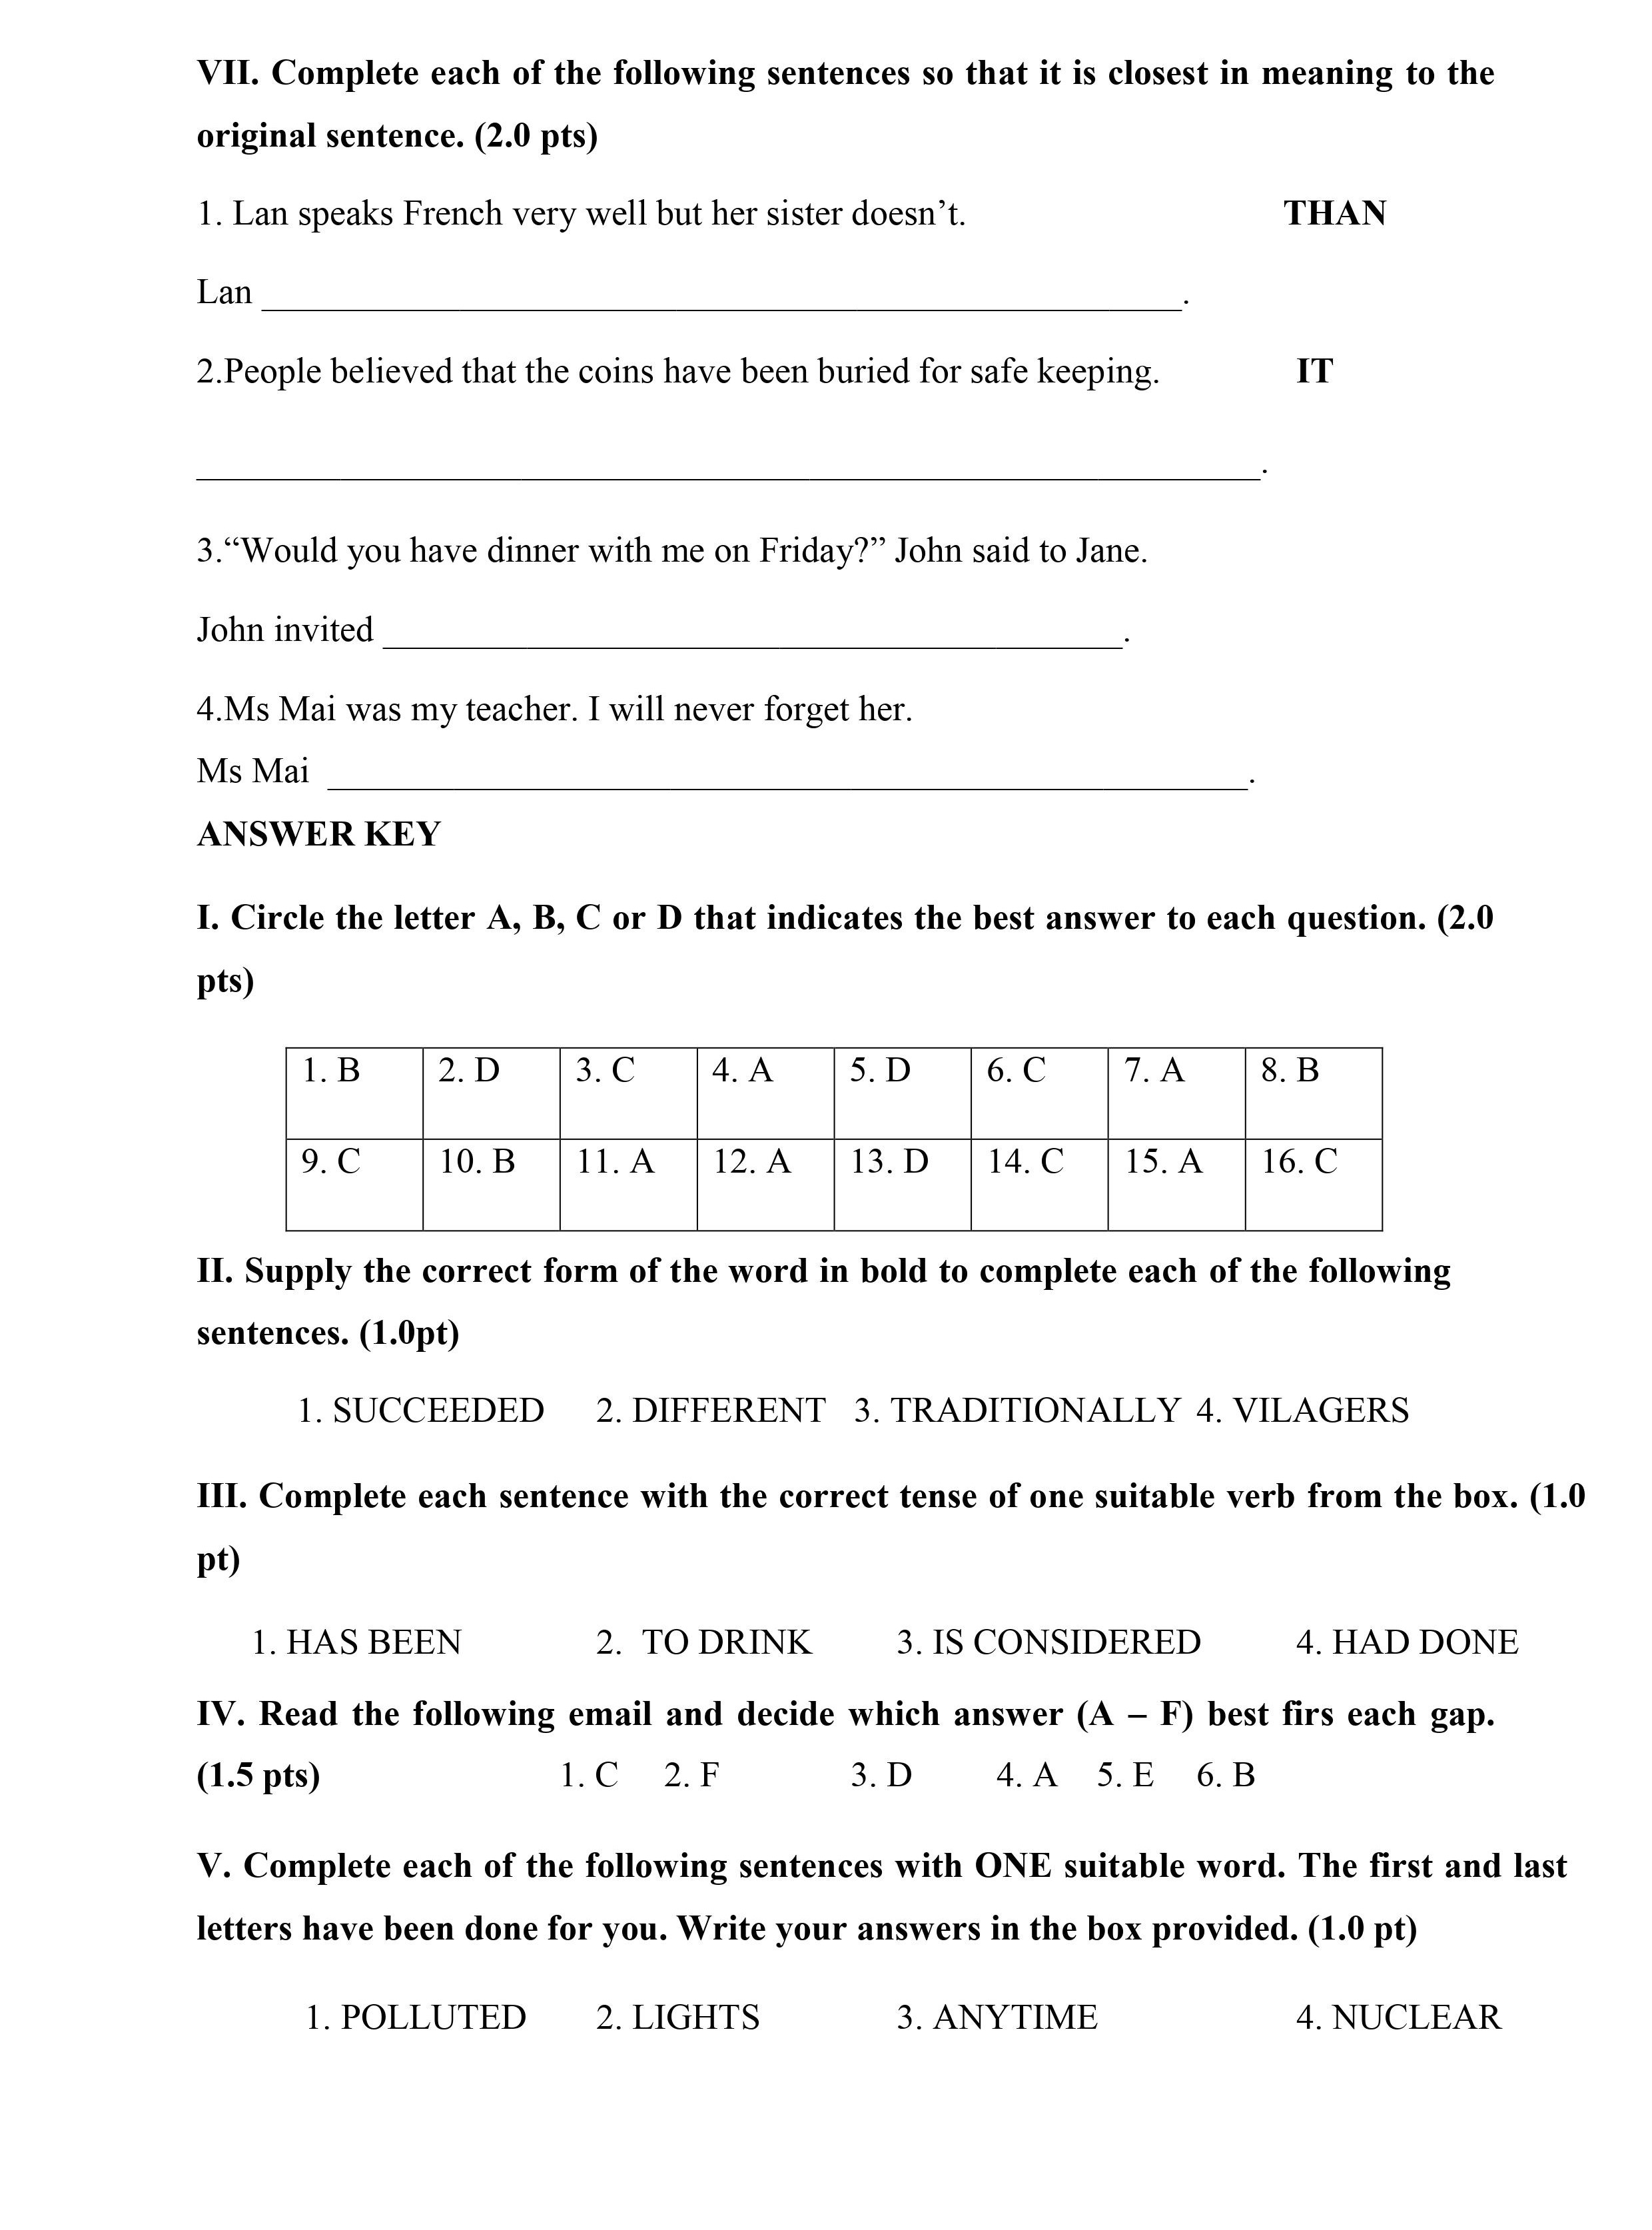 VII. Complete each of the following sentences so that it is closest in meaning to the
original sentence. (2.0 pts)
1. Lan speaks French very well but her sister doesn’t. THAN
Lan ___________________________________________________.
2.People believed that the coins have been buried for safe keeping. IT
___________________________________________________________.
3.“Would you have dinner with me on Friday?” John said to Jane.
John invited _________________________________________.
4.Ms Mai was my teacher. I will never forget her.
Ms Mai ___________________________________________________.
ANSWER KEY
I. Circle the letter A, B, C or D that indicates the best answer to each question. (2.0
pts)
1. B 2. D 3. C 4. A 5. D 6. C 7. A 8. B
9. C 10. B 11. A 12. A 13. D 14. C 15. A 16. C
II. Supply the correct form of the word in bold to complete each of the following
sentences. (1.0pt)
1. SUCCEEDED 2. DIFFERENT 3. TRADITIONALLY 4. VILAGERS
III. Complete each sentence with the correct tense of one suitable verb from the box. (1.0
pt)
1. HAS BEEN 2. TO DRINK 3. IS CONSIDERED 4. HAD DONE
IV. Read the following email and decide which answer (A – F) best firs each gap.
(1.5 pts) 1. C 2. F 3. D 4. A 5. E 6. B
V. Complete each of the following sentences with ONE suitable word. The first and last
letters have been done for you. Write your answers in the box provided. (1.0 pt)
1. POLLUTED 2. LIGHTS 3. ANYTIME 4. NUCLEAR